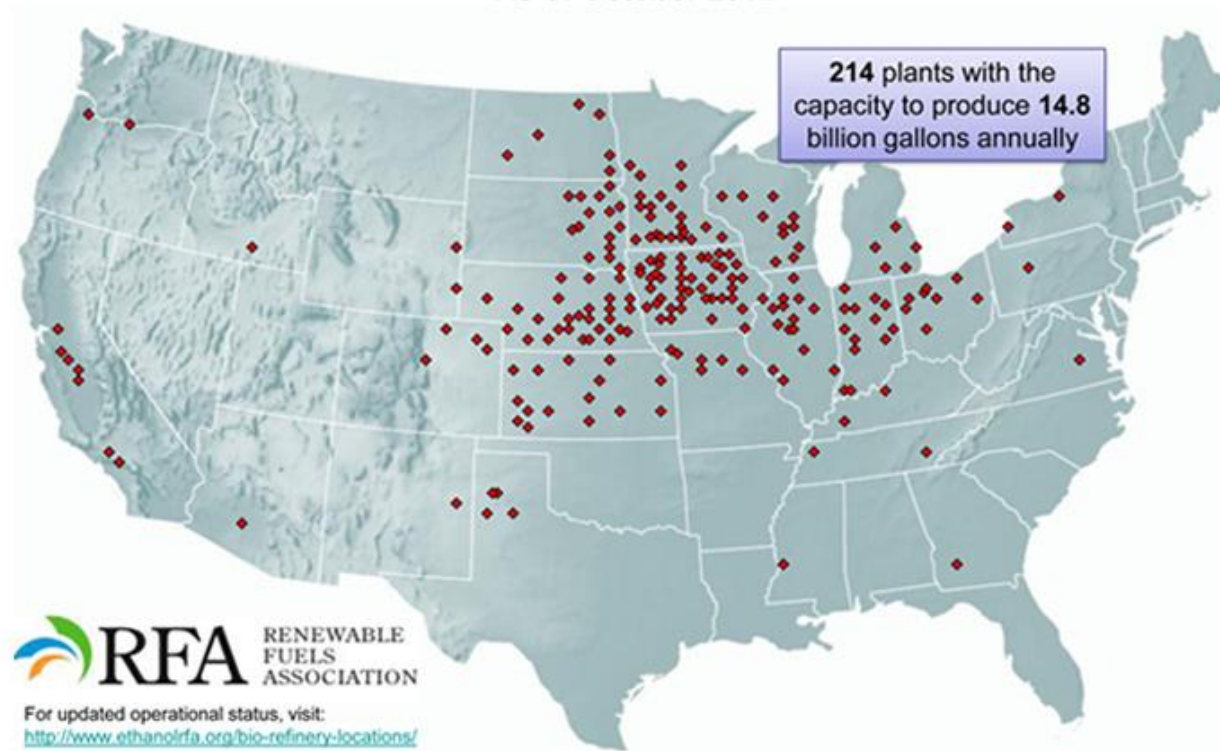 214 plants with the
capacity to produce 14.8
billion gallons annually
RFA
RENEWABLE
FUELS
ASSOCIATION
For updated operational status, visit:
http://www.ethanolrfa.org/bio-refinery-locations/